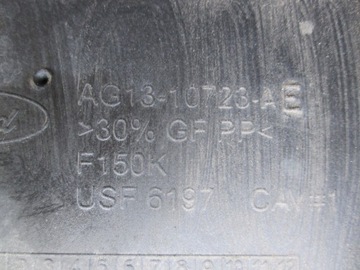 AG13-10723-AE
>30% GF PP<
F150K
USF 6197 CAV#1